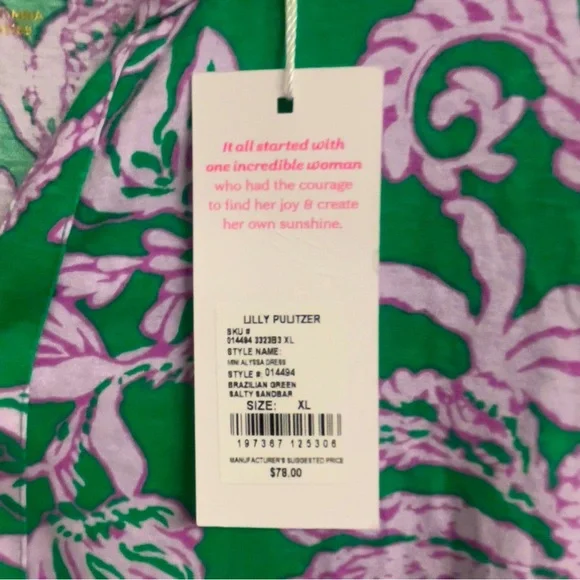 It all started with
one incredible woman
who had the courage
to find her joy & create
her own sunshine.
LILLY PULITZER
SKU #
014494 3323B3 XL
STYLE NAME:
MINI ALYSSA DRESS
STYLE #: 014494
BRAZILIAN GREEN
SALTY SANDBAR
SIZE: XL
197367 125306
MANUFACTURER'S SUGGESTED PRICE
$78.00